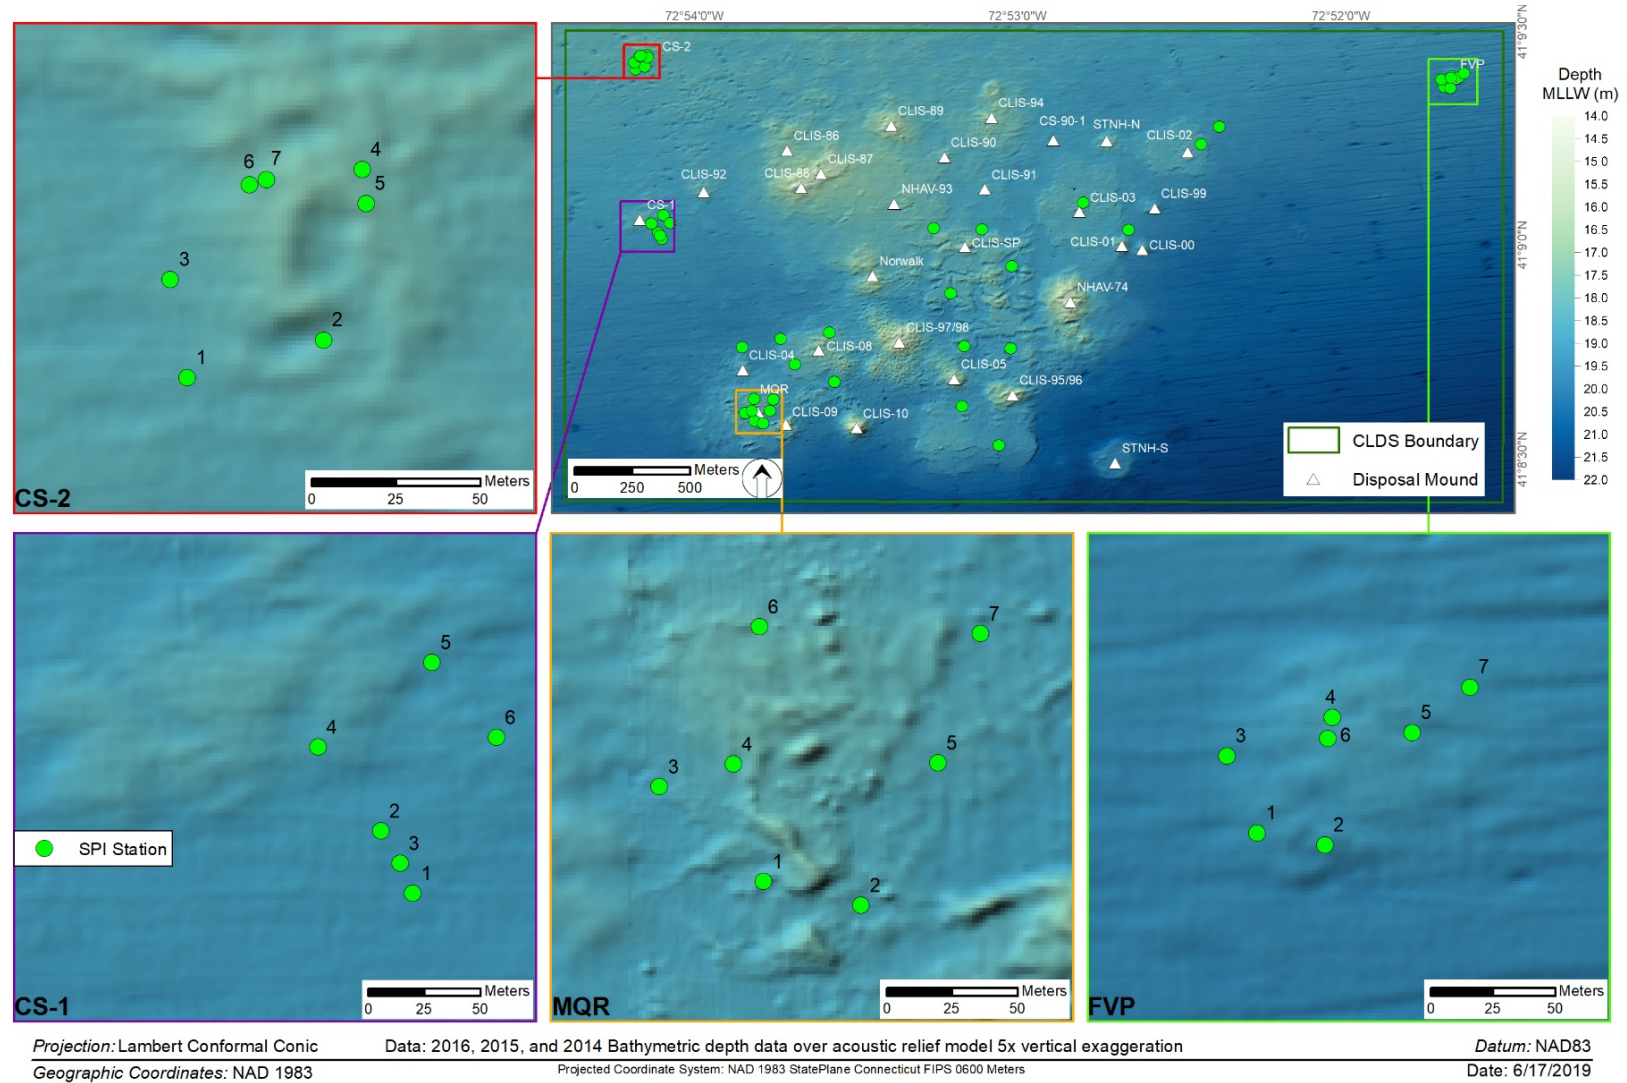 72°54'0"W
72°53'0"W
72°52'0"W
41°9'30"N
41°9'0"N
41°8'30"N
CS-2
FVP
CLIS-94
CLIS-89
CS-90-1
STNH-N
CLIS-02
CLIS-86
CLIS-90
CLIS-87
CLIS-88
CLIS-92
CLIS-91
NHAV-93
CLIS-03
CLIS-99
CS-1
CLIS-SP
CLIS-01
CLIS-00
Norwalk
NHAV-74
CLIS-97/98
CLIS-08
CLIS-04
CLIS-05
CLIS-95/96
MQR
CLIS-09
CLIS-10
STNH-S
Meters
0 250 500
CLDS Boundary
Disposal Mound
Depth
MLLW (m)
14.0
14.5
15.0
15.5
16.0
16.5
17.0
17.5
18.0
18.5
19.0
19.5
20.0
20.5
21.0
21.5
22.0
6 7 4
5
3
2
1
Meters
0 25 50
CS-2
5
6
4
2
3
1
SPI Station
Meters
0 25 50
CS-1
6 7
4 5
3
1
2
Meters
0 25 50
MQR
7
4
5
3 6
1
2
Meters
0 25 50
FVP
Projection: Lambert Conformal Conic Data: 2016, 2015, and 2014 Bathymetric depth data over acoustic relief model 5x vertical exaggeration Datum: NAD83
Geographic Coordinates: NAD 1983 Projected Coordinate System: NAD 1983 StatePlane Connecticut FIPS 0600 Meters Date: 6/17/2019